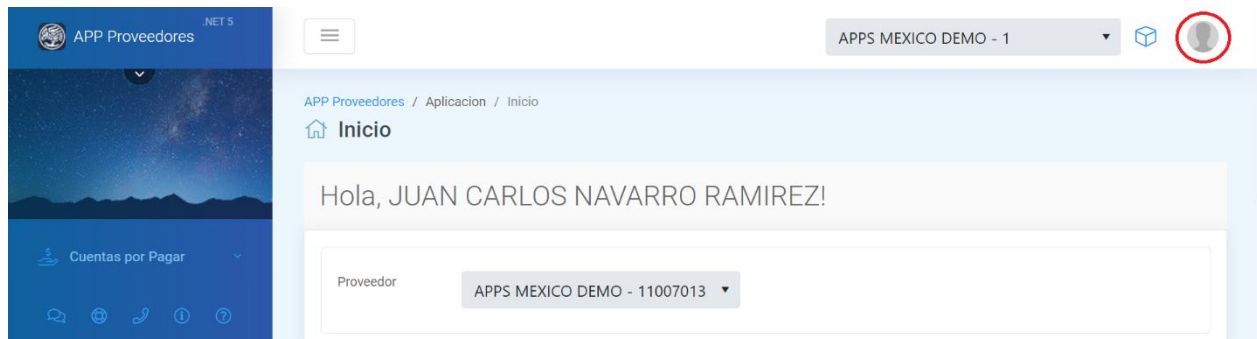 .NET 5
APP Proveedores
APPS MEXICO DEMO - 1
APP Proveedores / Aplicacion / Inicio
Inicio
Hola, JUAN CARLOS NAVARRO RAMIREZ!
Cuentas por Pagar
Proveedor
APPS MEXICO DEMO - 11007013